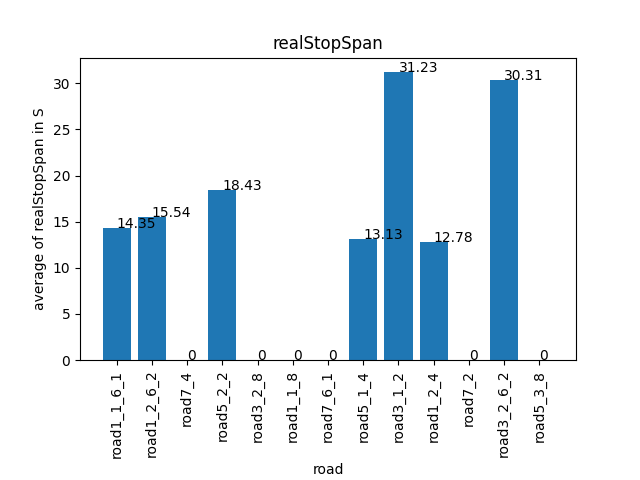 realStopSpan
average of realStopSpan in S
30
25
20
15
10
5
0
14.35
15.54
0
18.43
0
0
0
13.13
31.23
12.78
0
30.31
0
road1_1_6_1
road1_2_6_2
road7_4
road5_2_2
road3_2_8
road1_1_8
road7_6_1
road5_1_4
road3_1_2
road1_2_4
road7_2
road3_2_6_2
road5_3_8
road